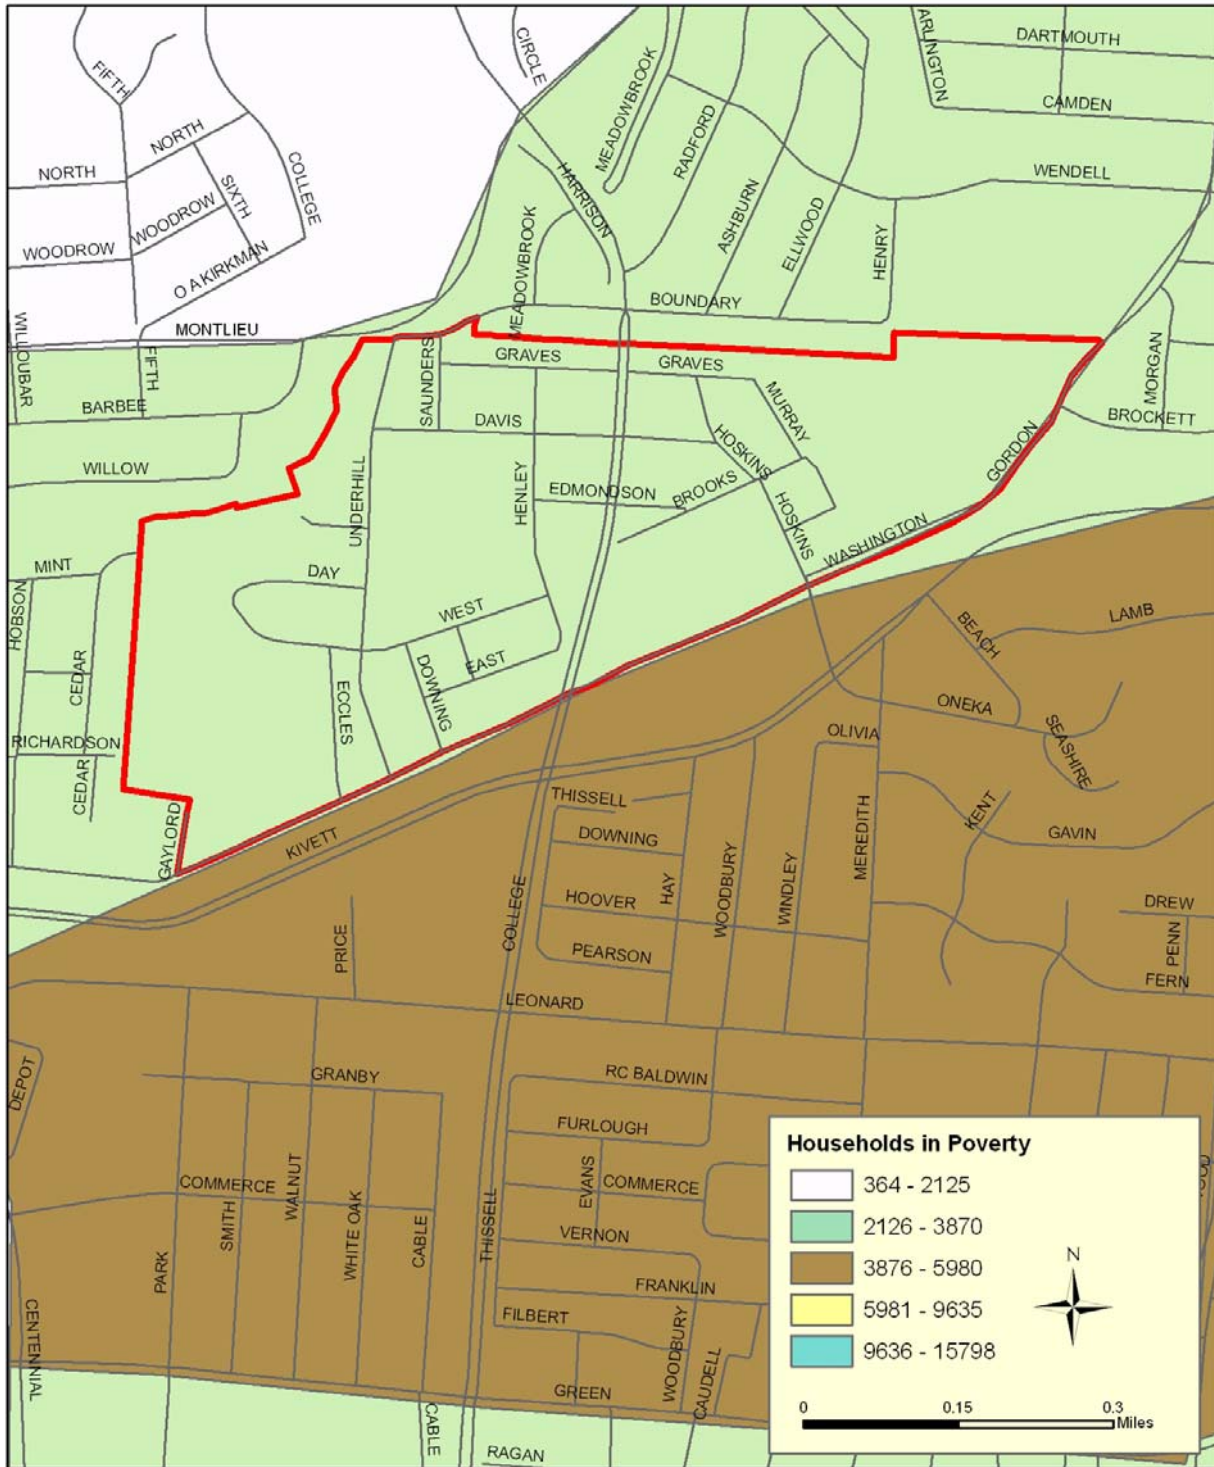 CIRCLE
MEADOWBROOK
ARLINGTON
DARTMOUTH
FIFTH
CAMDEN
NORTH
RADFORD
NORTH
COLLEGE
SIXTH
HARRISON
WENDELL
WOODROW
WOODROW
O A KIRKMAN
MEADOWBROOK
ASHBURN
ELLWOOD
HENRY
BOUNDARY
MONTLIEU
WILLOUBAR
FIFTH
SAUNDERS
GRAVES
GRAVES
MORGAN
BARBEE
DAVIS
MURRAY
BROCKETT
HOSKINS
GORDON
WILLOW
UNDERHILL
HENLEY
EDMONDSON
BROOKS
HOSKINS
WASHINGTON
MINT
DAY
HOBSON
WEST
BEACH
LAMB
CEDAR
EAST
DOWNING
ECCLES
ONEKA
RICHARDSON
OLIVIA
SEASHIRE
CEDAR
THISSELL
KENT
GAYLORD
KIVETT
DOWNING
MEREDITH
GAVIN
WOODBURY
WINDLEY
HAY
HOOVER
DREW
COLLEGE
PRICE
PEARSON
PENN
FERN
LEONARD
DEPOT
GRANBY
RC BALDWIN
FURLOUGH
Households in Poverty
364 - 2125
2126 - 3870
3876 - 5980
5981 - 9635
9636 - 15798
N
0 0.15 0.3
Miles
COMMERCE
WALNUT
EVANS
COMMERCE
SMITH
WHITE OAK
CABLE
THISSELL
VERNON
PARK
FRANKLIN
FILBERT
WOODBURY
CAUDELL
CENTENNIAL
GREEN
CABLE
RAGAN